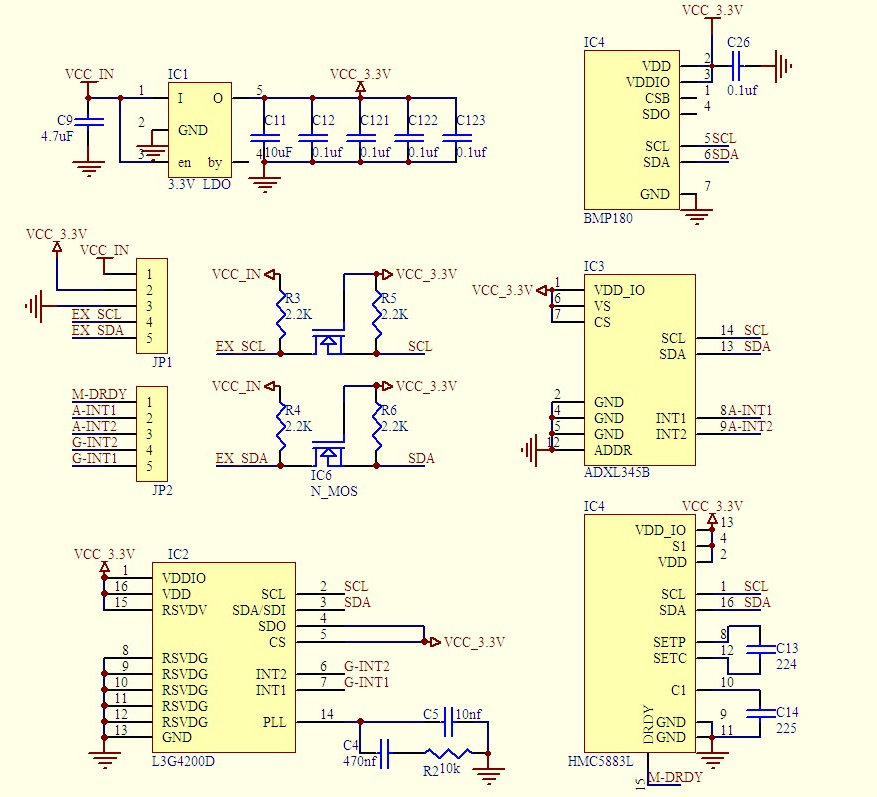 VCC_IN
IC1
1
I
O
5
VCC_3.3V
C9
4.7uF
2
GND
3
en
by
4
3.3V LDO
C11
10uF
C12
0.1uf
C121
0.1uf
C122
0.1uf
C123
0.1uf
VCC_3.3V
IC4
C26
0.1uf
VDD
2
VDDIO
3
CSB
1
SDO
4
SCL
5
SCL
SDA
6
SDA
GND
7
BMP180
VCC_3.3V
VCC_IN
1
2
3
EX_SCL
4
EX_SDA
5
JP1
M-DRDY
1
A-INT1
2
A-INT2
3
G-INT2
4
G-INT1
5
JP2
VCC_IN
VCC_3.3V
R3
2.2K
R5
2.2K
EX_SCL
SCL
VCC_IN
VCC_3.3V
R4
2.2K
R6
2.2K
EX_SDA
SDA
IC6
N_MOS
IC3
VCC_3.3V
1
VDD_IO
6
VS
7
CS
SCL
14
SCL
SDA
13
SDA
2
GND
4
GND
5
GND
12
ADDR
INT1
8
A-INT1
INT2
9
A-INT2
ADXL345B
VCC_3.3V
IC2
1
VDDIO
16
VDD
15
RSVDV
SCL
2
SCL
SDA/SDI
3
SDA
SDO
4
CS
5
VCC_3.3V
8
RSVDG
9
RSVDG
10
RSVDG
11
RSVDG
12
RSVDG
13
GND
INT2
6
G-INT2
INT1
7
G-INT1
PLL
14
C5
10nf
C4
470nf
R2
10k
L3G4200D
IC4
VCC_3.3V
VDD_IO
13
S1
4
VDD
2
SCL
1
SCL
SDA
16
SDA
SETP
8
SETC
12
C13
224
C1
10
C14
225
DRDY
GND
9
GND
11
HMC5883L
15
M-DRDY